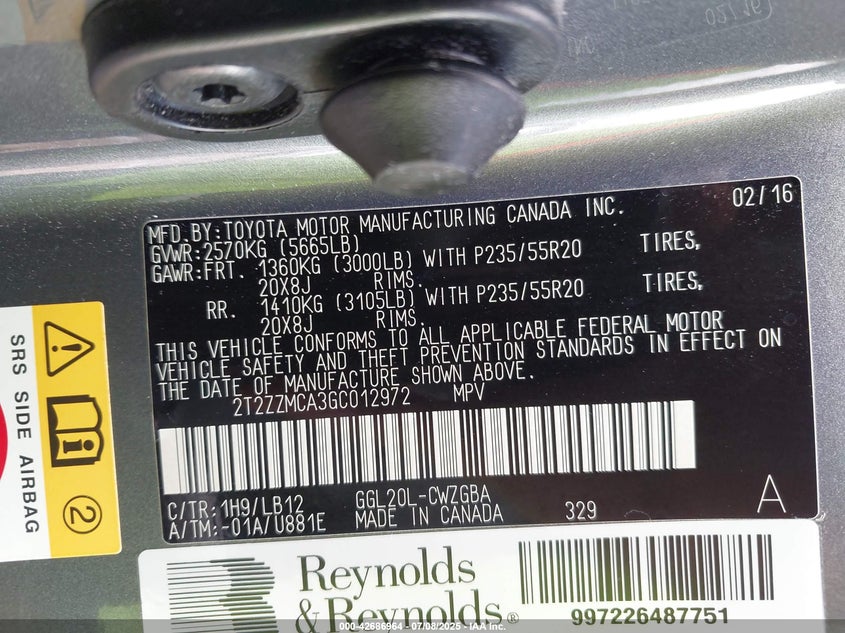 02/16
MFD.BY:TOYOTA MOTOR MANUFACTURING CANADA INC. 02/16
GVWR:2570KG (5665LB)
GAWR:FRT. 1360KG (3000LB) WITH P235/55R20 TIRES,
20X8J RIMS.
RR. 1410KG (3105LB) WITH P235/55R20 TIRES,
20X8J RIMS.
THIS VEHICLE CONFORMS TO ALL APPLICABLE FEDERAL MOTOR
VEHICLE SAFETY AND THEFT PREVENTION STANDARDS IN EFFECT ON
THE DATE OF MANUFACTURE SHOWN ABOVE.
2T2ZZMCA3GC012972 MPV
C/TR:1H9/LB12 GGL20L-CWZGBA
A/TM:-01A/U881E MADE IN CANADA 329 A
SRS SIDE AIRBAG
2
Reynolds
& Reynolds®
997226487751
000-42686964 - 07/08/2025 - IAA Inc.